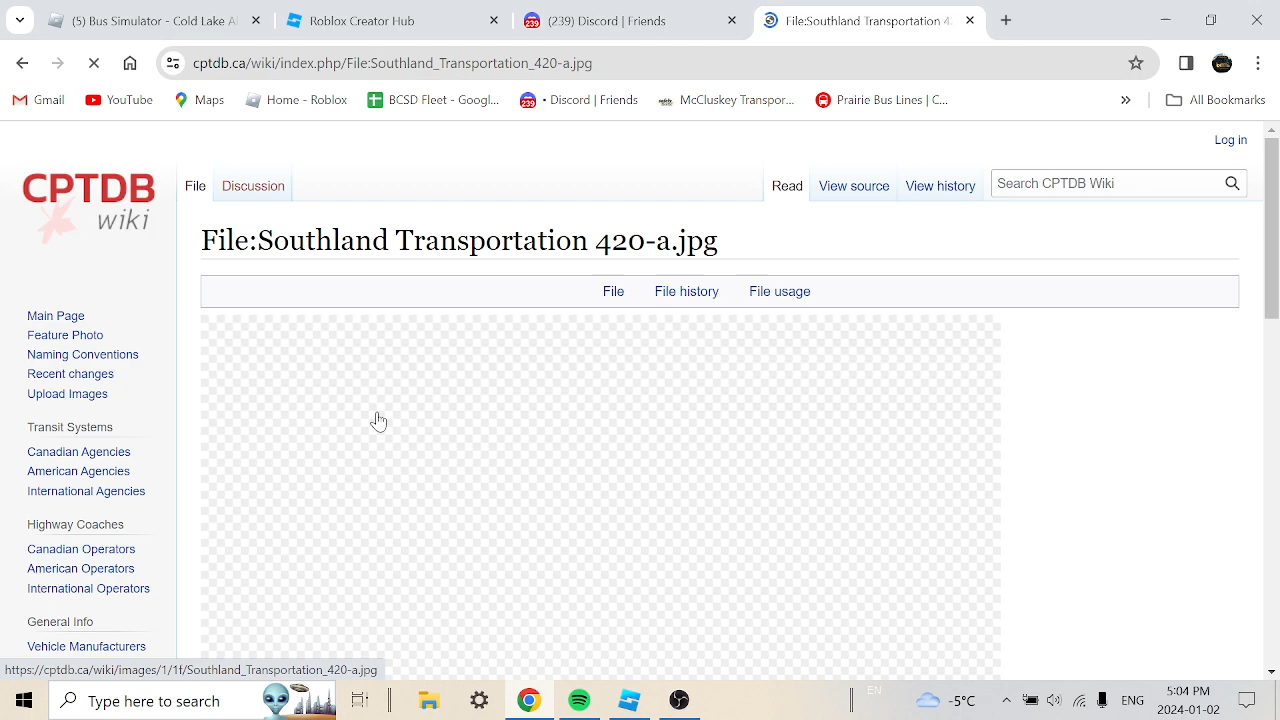 (5) Bus Simulator - Cold Lake Al
Roblox Creator Hub
(239) Discord | Friends
File:Southland Transportation 4
cptdb.ca/wiki/index.php/File:Southland_Transportation_420-a.jpg
Gmail
YouTube
Maps
Home - Roblox
BCSD Fleet - Googl...
• Discord | Friends
McCluskey Transpor...
Prairie Bus Lines | C...
»
All Bookmarks
Log in
CPTDB
wiki
File
Discussion
Read
View source
View history
Search CPTDB Wiki
File:Southland Transportation 420-a.jpg
File
File history
File usage
Main Page
Feature Photo
Naming Conventions
Recent changes
Upload Images
Transit Systems
Canadian Agencies
American Agencies
International Agencies
Highway Coaches
Canadian Operators
American Operators
International Operators
General Info
Vehicle Manufacturers
https://cptdb.ca/wiki/images/1/1f/Southland_Transportation_420-a.jpg
Type here to search
EN
-5°C
ENG
5:04 PM
2024-01-02